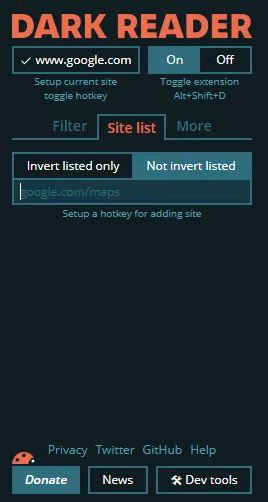 DARK READER
www.google.com On Off
Setup current site
toggle hotkey
Toggle extension
Alt+Shift+D
Filter Site list More
Invert listed only Not invert listed
google.com/maps
Setup a hotkey for adding site
Privacy Twitter GitHub Help
Donate News 🛠 Dev tools